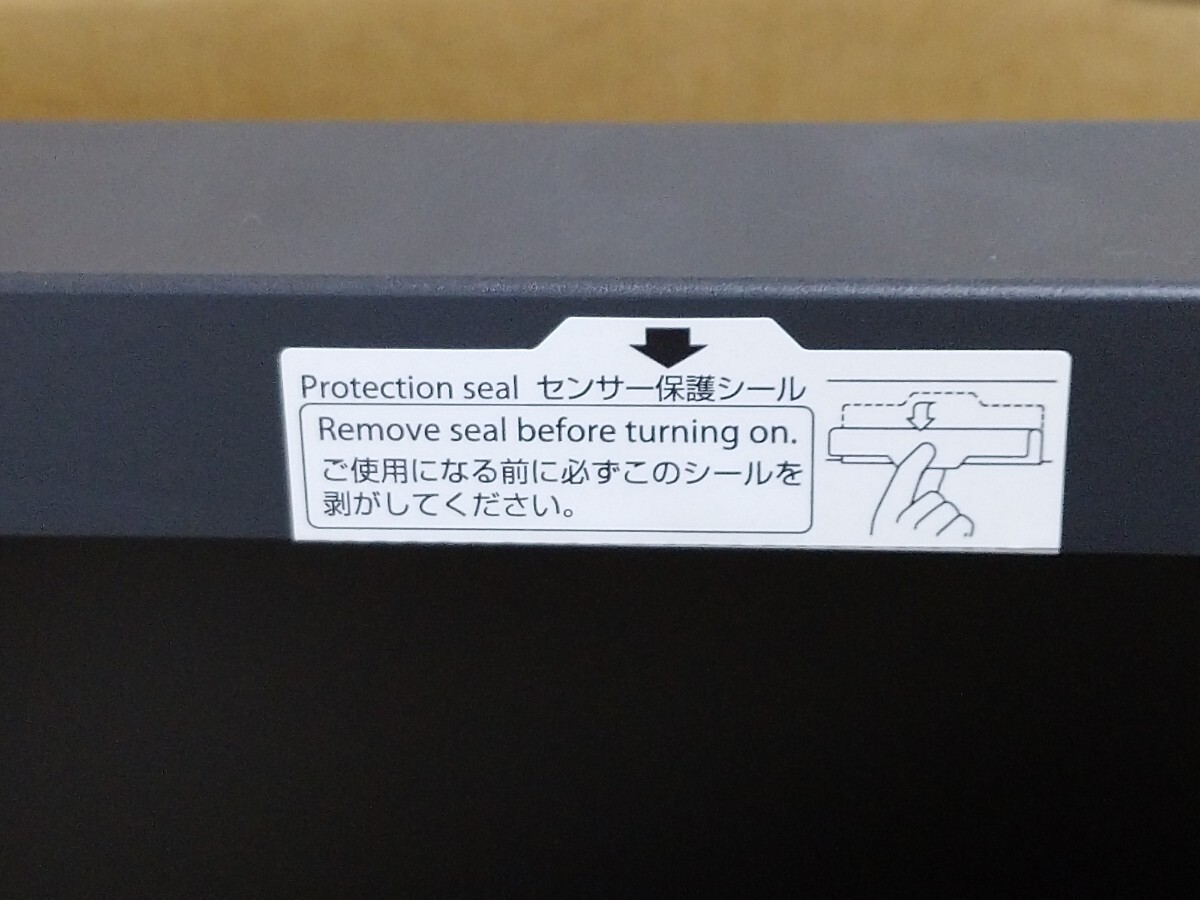 Protection seal センサー保護シール
Remove seal before turning on.
ご使用になる前に必ずこのシールを
剥がしてください。